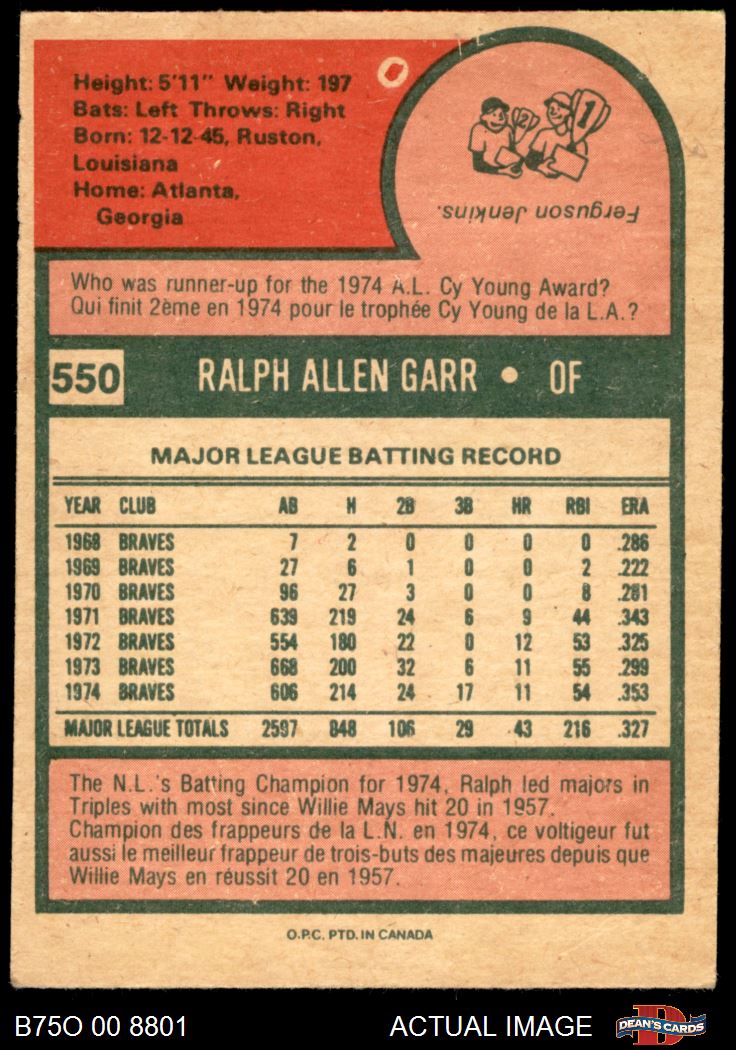 Height: 5'11" Weight: 197
Bats: Left Throws: Right
Born: 12-12-45, Ruston,
Louisiana
Home: Atlanta,
Georgia
2 1
Ferguson Jenkins.
Who was runner-up for the 1974 A.L. Cy Young Award?
Qui finit 2ème en 1974 pour le trophée Cy Young de la L.A.?
550 RALPH ALLEN GARR • OF
MAJOR LEAGUE BATTING RECORD
YEAR CLUB AB H 2B 3B HR RBI ERA
1968 BRAVES 7 2 0 0 0 0 .286
1969 BRAVES 27 6 1 0 0 2 .222
1970 BRAVES 96 27 3 0 0 8 .281
1971 BRAVES 639 219 24 6 9 44 .343
1972 BRAVES 554 180 22 0 12 53 .325
1973 BRAVES 668 200 32 6 11 55 .299
1974 BRAVES 606 214 24 17 11 54 .353
MAJOR LEAGUE TOTALS 2597 848 106 29 43 216 .327
The N.L.'s Batting Champion for 1974, Ralph led majors in
Triples with most since Willie Mays hit 20 in 1957.
Champion des frappeurs de la L.N. en 1974, ce voltigeur fut
aussi le meilleur frappeur de trois-buts des majeures depuis que
Willie Mays en réussit 20 en 1957.
O.P.C. PTD. IN CANADA
B75O 00 8801 ACTUAL IMAGE D DEAN'S CARDS